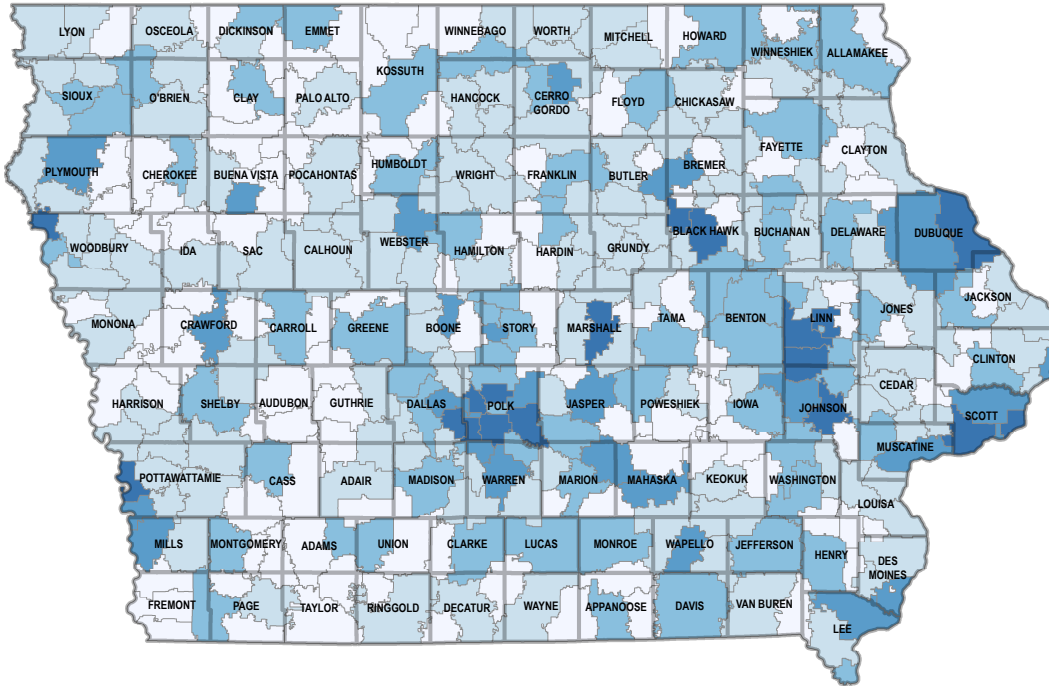 LYON
OSCEOLA
DICKINSON
EMMET
WINNEBAGO
WORTH
MITCHELL
HOWARD
WINNESHIEK
ALLAMAKEE
KOSSUTH
SIOUX
O'BRIEN
CLAY
PALO ALTO
HANCOCK
CERRO
GORDO
FLOYD
CHICKASAW
FAYETTE
CLAYTON
PLYMOUTH
CHEROKEE
BUENA VISTA
POCAHONTAS
HUMBOLDT
WRIGHT
FRANKLIN
BUTLER
BREMER
WOODBURY
IDA
SAC
CALHOUN
WEBSTER
HAMILTON
HARDIN
GRUNDY
BLACK HAWK
BUCHANAN
DELAWARE
DUBUQUE
MONONA
CRAWFORD
CARROLL
GREENE
BOONE
STORY
MARSHALL
TAMA
BENTON
LINN
JONES
JACKSON
CLINTON
CEDAR
HARRISON
SHELBY
AUDUBON
GUTHRIE
DALLAS
POLK
JASPER
POWESHIEK
IOWA
JOHNSON
SCOTT
MUSCATINE
POTTAWATTAMIE
CASS
ADAIR
MADISON
WARREN
MARION
MAHASKA
KEOKUK
WASHINGTON
LOUISA
MILLS
MONTGOMERY
ADAMS
UNION
CLARKE
LUCAS
MONROE
WAPELLO
JEFFERSON
HENRY
DES
MOINES
FREMONT
PAGE
TAYLOR
RINGGOLD
DECATUR
WAYNE
APPANOOSE
DAVIS
VAN BUREN
LEE